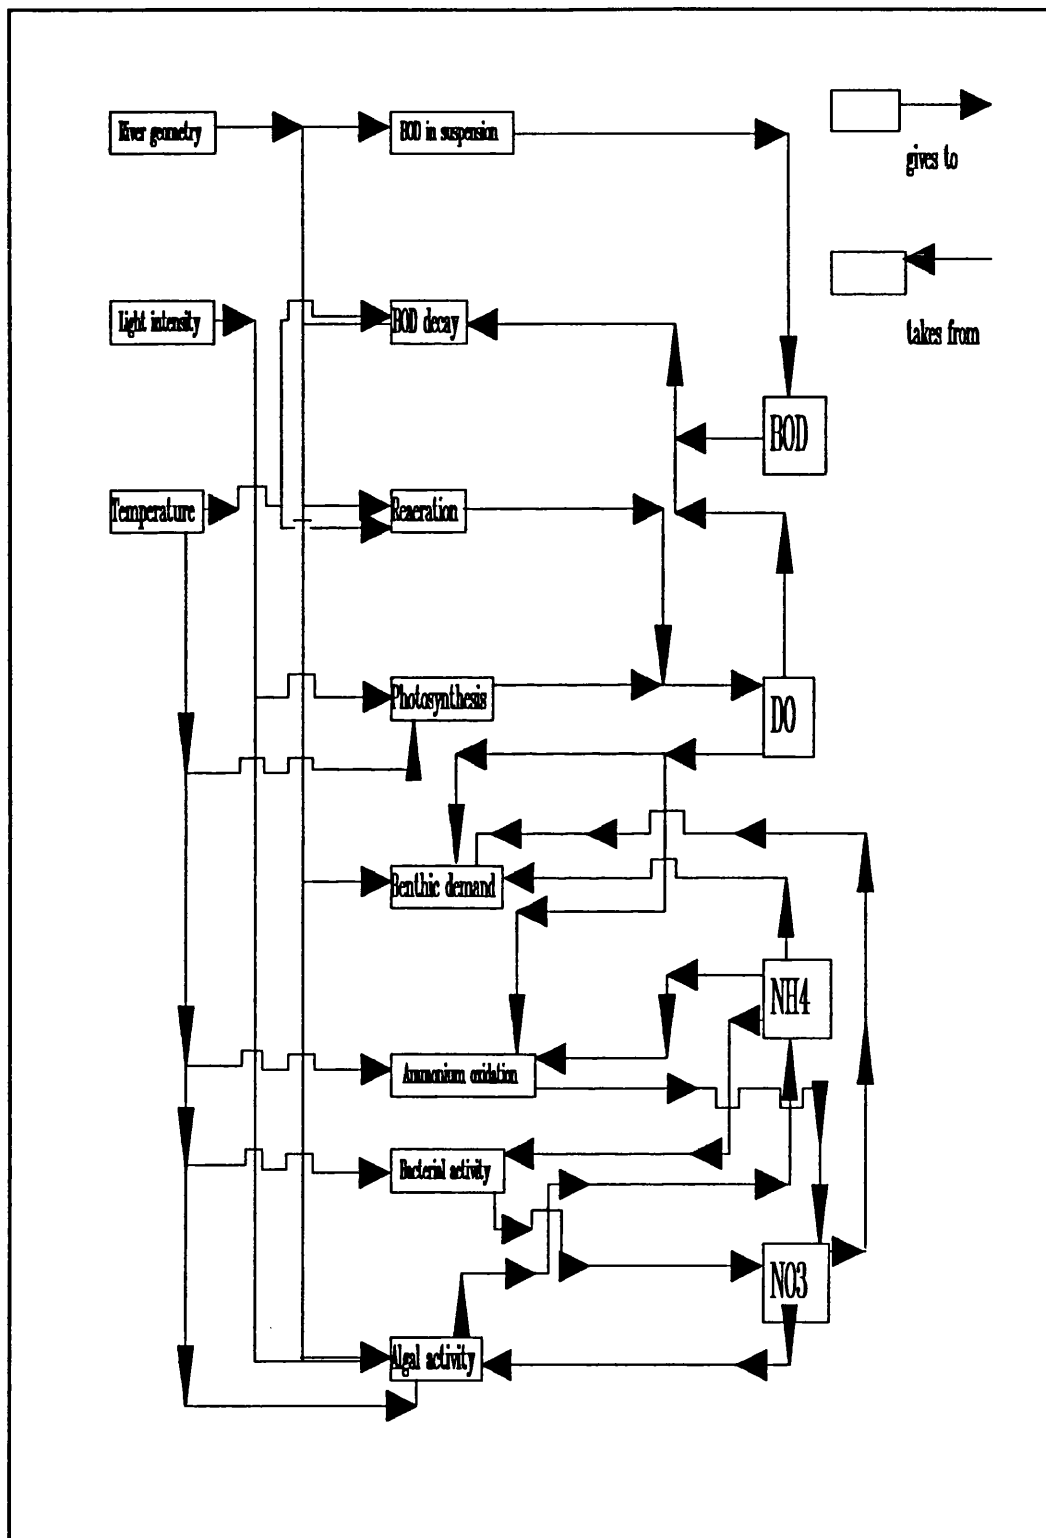 River geometry
BOD in suspension
gives to
Light intensity
BOD decay
takes from
BOD
Temperature
Reaeration
Photosynthesis
DO
Benthic demand
NH4
Ammonium oxidation
Bacterial activity
NO3
Algal activity